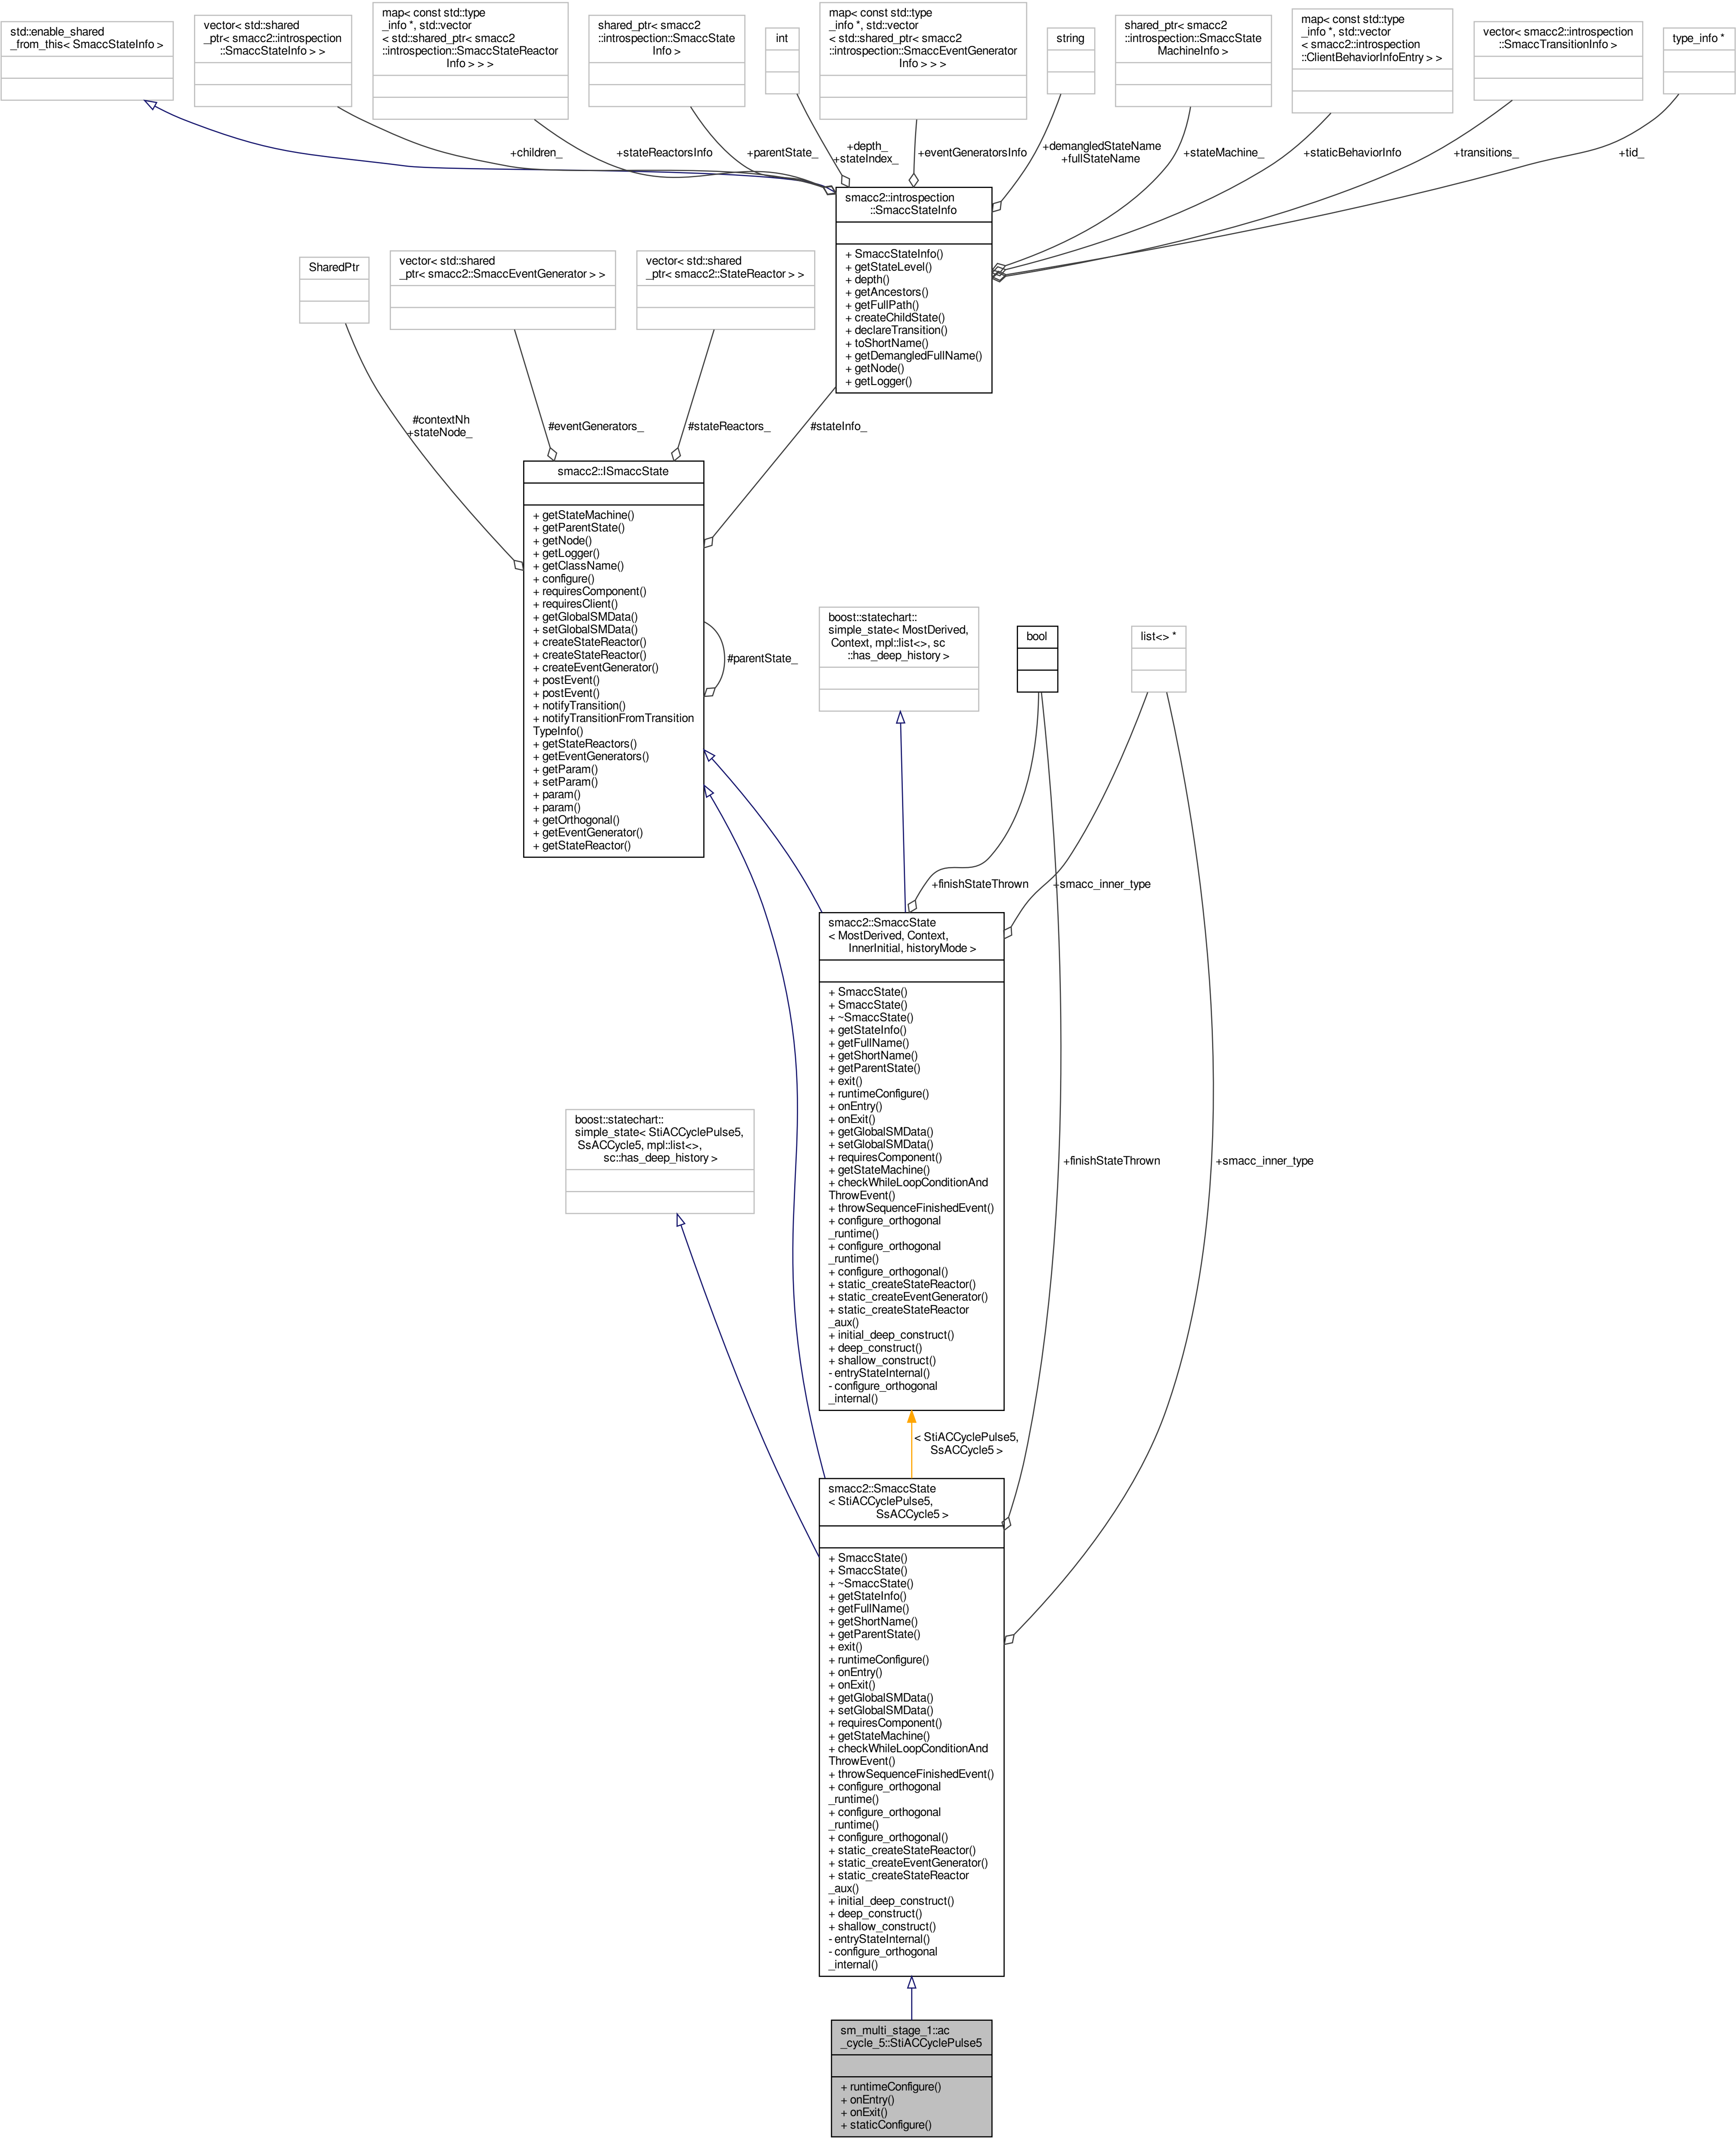 std::enable_shared
_from_this< SmaccStateInfo >
vector< std::shared
_ptr< smacc2::introspection
::SmaccStateInfo > >
map< const std::type
_info *, std::vector
< std::shared_ptr< smacc2
::introspection::SmaccStateReactor
Info > > >
shared_ptr< smacc2
::introspection::SmaccState
Info >
int
map< const std::type
_info *, std::vector
< std::shared_ptr< smacc2
::introspection::SmaccEventGenerator
Info > > >
string
shared_ptr< smacc2
::introspection::SmaccState
MachineInfo >
map< const std::type
_info *, std::vector
< smacc2::introspection
::ClientBehaviorInfoEntry > >
vector< smacc2::introspection
::SmaccTransitionInfo >
type_info *
+children_
+stateReactorsInfo
+parentState_
+depth_
+stateIndex_
+eventGeneratorsInfo
+demangledStateName
+fullStateName
+stateMachine_
+staticBehaviorInfo
+transitions_
+tid_
smacc2::introspection
::SmaccStateInfo
+ SmaccStateInfo()
+ getStateLevel()
+ depth()
+ getAncestors()
+ getFullPath()
+ createChildState()
+ declareTransition()
+ toShortName()
+ getDemangledFullName()
+ getNode()
+ getLogger()
SharedPtr
vector< std::shared
_ptr< smacc2::SmaccEventGenerator > >
vector< std::shared
_ptr< smacc2::StateReactor > >
#contextNh
+stateNode_
#eventGenerators_
#stateReactors_
#stateInfo_
smacc2::ISmaccState
+ getStateMachine()
+ getParentState()
+ getNode()
+ getLogger()
+ getClassName()
+ configure()
+ requiresComponent()
+ requiresClient()
+ getGlobalSMData()
+ setGlobalSMData()
+ createStateReactor()
+ createStateReactor()
+ createEventGenerator()
+ postEvent()
+ postEvent()
+ notifyTransition()
+ notifyTransitionFromTransition
TypeInfo()
+ getStateReactors()
+ getEventGenerators()
+ getParam()
+ setParam()
+ param()
+ param()
+ getOrthogonal()
+ getEventGenerator()
+ getStateReactor()
#parentState_
boost::statechart::
simple_state< MostDerived,
Context, mpl::list<>, sc
::has_deep_history >
bool
list<> *
+finishStateThrown
+smacc_inner_type
smacc2::SmaccState
< MostDerived, Context,
InnerInitial, historyMode >
+ SmaccState()
+ SmaccState()
+ ~SmaccState()
+ getStateInfo()
+ getFullName()
+ getShortName()
+ getParentState()
+ exit()
+ runtimeConfigure()
+ onEntry()
+ onExit()
+ getGlobalSMData()
+ setGlobalSMData()
+ requiresComponent()
+ getStateMachine()
+ checkWhileLoopConditionAnd
ThrowEvent()
+ throwSequenceFinishedEvent()
+ configure_orthogonal
_runtime()
+ configure_orthogonal
_runtime()
+ configure_orthogonal()
+ static_createStateReactor()
+ static_createEventGenerator()
+ static_createStateReactor
_aux()
+ initial_deep_construct()
+ deep_construct()
+ shallow_construct()
- entryStateInternal()
- configure_orthogonal
_internal()
boost::statechart::
simple_state< StiACCyclePulse5,
SsACCycle5, mpl::list<>,
sc::has_deep_history >
+finishStateThrown
+smacc_inner_type
< StiACCyclePulse5,
SsACCycle5 >
smacc2::SmaccState
< StiACCyclePulse5,
SsACCycle5 >
+ SmaccState()
+ SmaccState()
+ ~SmaccState()
+ getStateInfo()
+ getFullName()
+ getShortName()
+ getParentState()
+ exit()
+ runtimeConfigure()
+ onEntry()
+ onExit()
+ getGlobalSMData()
+ setGlobalSMData()
+ requiresComponent()
+ getStateMachine()
+ checkWhileLoopConditionAnd
ThrowEvent()
+ throwSequenceFinishedEvent()
+ configure_orthogonal
_runtime()
+ configure_orthogonal
_runtime()
+ configure_orthogonal()
+ static_createStateReactor()
+ static_createEventGenerator()
+ static_createStateReactor
_aux()
+ initial_deep_construct()
+ deep_construct()
+ shallow_construct()
- entryStateInternal()
- configure_orthogonal
_internal()
sm_multi_stage_1::ac
_cycle_5::StiACCyclePulse5
+ runtimeConfigure()
+ onEntry()
+ onExit()
+ staticConfigure()